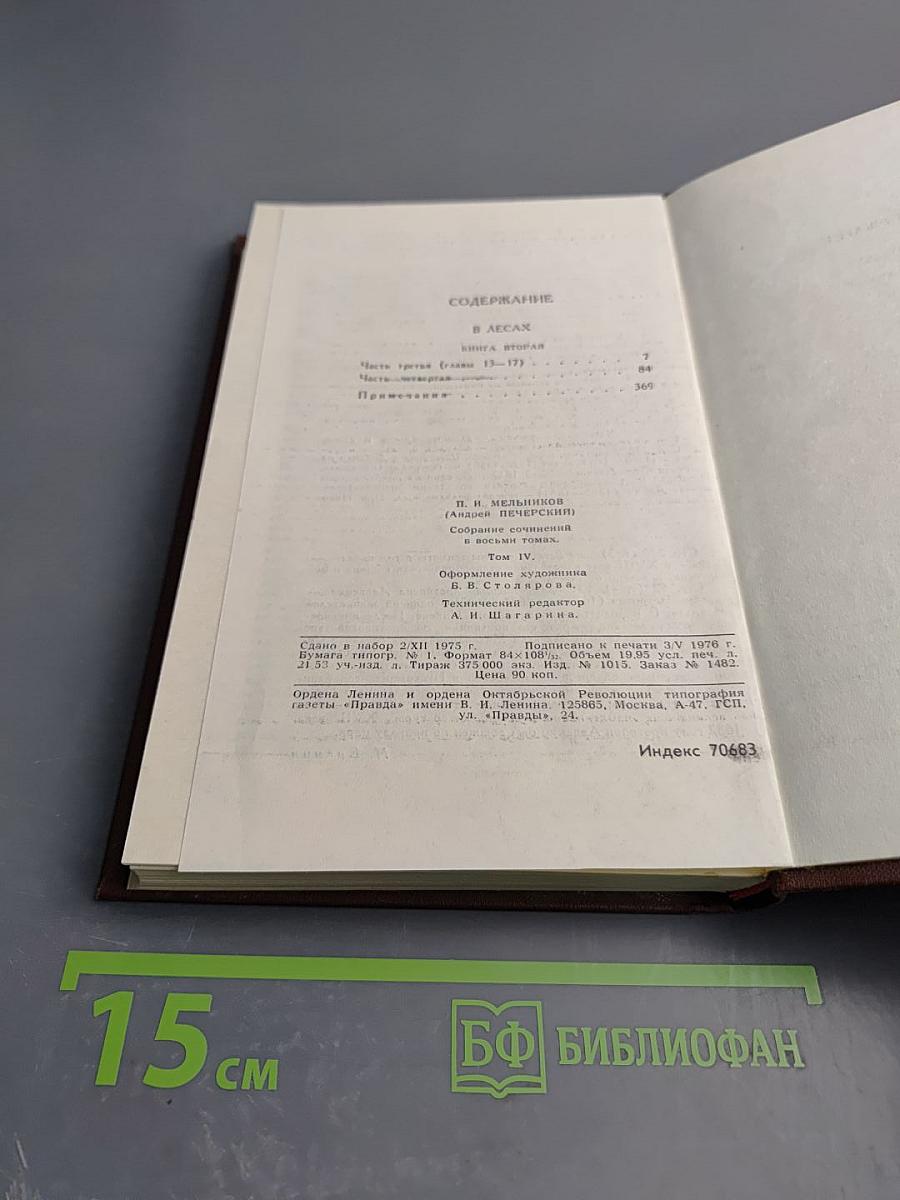 СОДЕРЖАНИЕ
В ЛЕСАХ
КНИГА ВТОРАЯ
Часть третья (главы 13—17) . . . . . . . 7
Часть четвертая . . . . . . . 84
Примечания . . . . . . . . . . 369
П. И. МЕЛЬНИКОВ
(Андрей ПЕЧЕРСКИЙ)
Собрание сочинений
в восьми томах.
Том IV.
Оформление художника
Б. В. Столярова.
Технический редактор
А. И. Шагарина.
Сдано в набор 2/XII 1975 г. Подписано к печати 3/V 1976 г.
Бумага типогр. № 1. Формат 84×108¹/₃₂. Объем 19,95 усл. печ. л.
21,53 уч.-изд. л. Тираж 375 000 экз. Изд. № 1015. Заказ № 1482.
Цена 90 коп.
Ордена Ленина и ордена Октябрьской Революции типография
газеты «Правда» имени В. И. Ленина. 125865, Москва, А-47, ГСП,
ул. «Правды», 24.
Индекс 70683
15 см
БФ БИБЛИОФАН